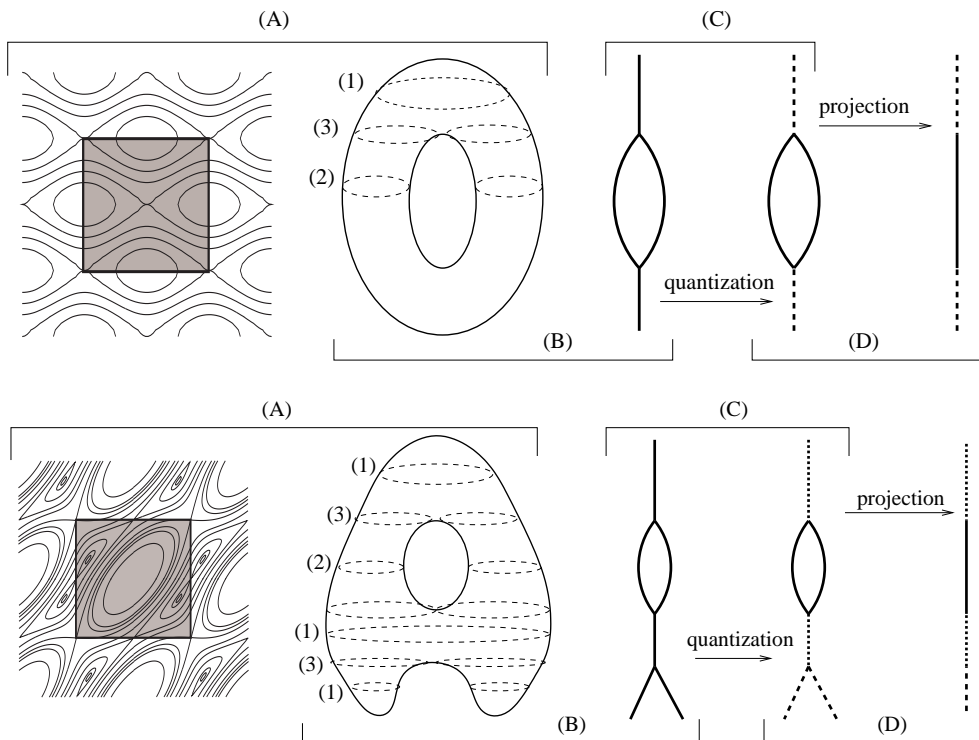 (A)
(C)
(1)
projection
(3)
(2)
quantization
(B)
(D)
(A)
(C)
(1)
projection
(3)
(2)
(1)
quantization
(3)
(1)
(B)
(D)